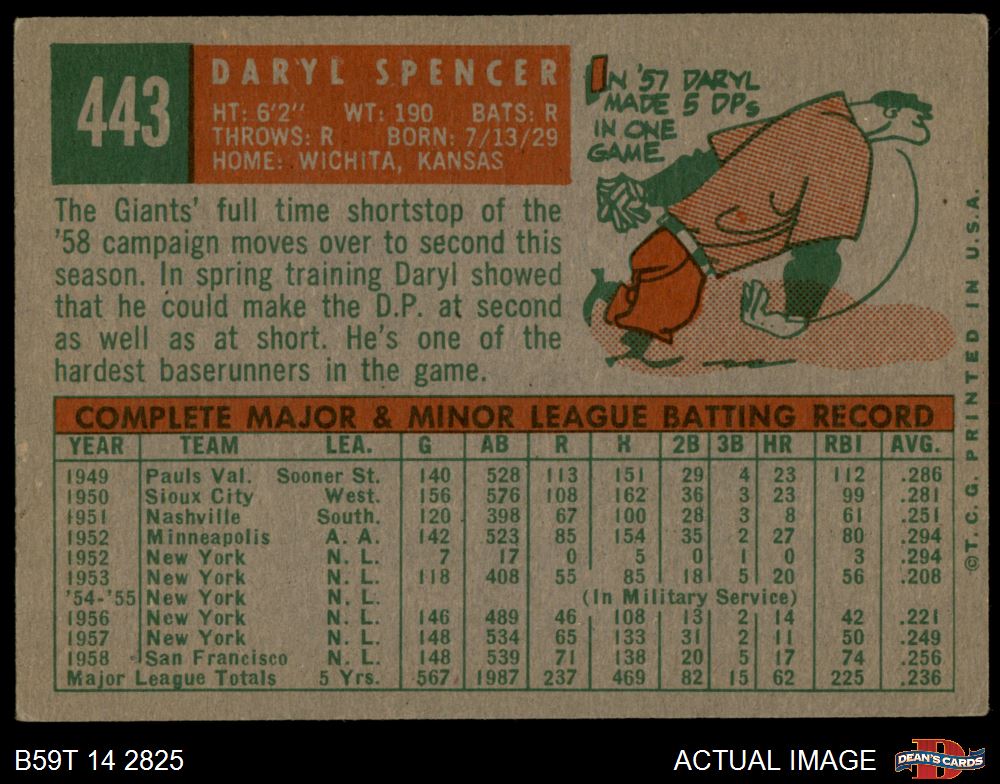 443
DARYL SPENCER
HT: 6'2" WT: 190 BATS: R
THROWS: R BORN: 7/13/29
HOME: WICHITA, KANSAS
The Giants' full time shortstop of the
'58 campaign moves over to second this
season. In spring training Daryl showed
that he could make the D.P. at second
as well as at short. He's one of the
hardest baserunners in the game.
IN '57 DARYL
MADE 5 DPs
IN ONE
GAME
COMPLETE MAJOR & MINOR LEAGUE BATTING RECORD
YEAR TEAM LEA. G AB R H 2B 3B HR RBI AVG.
1949 Pauls Val. Sooner St. 140 528 113 151 29 4 23 112 .286
1950 Sioux City West. 156 576 108 162 36 3 23 99 .281
1951 Nashville South. 120 398 67 100 28 3 8 61 .251
1952 Minneapolis A. A. 142 523 85 154 35 2 27 80 .294
1952 New York N. L. 7 17 0 5 0 1 0 3 .294
1953 New York N. L. 118 408 55 85 18 5 20 56 .208
'54-'55 New York N. L. (In Military Service)
1956 New York N. L. 146 489 46 108 13 2 14 42 .221
1957 New York N. L. 148 534 65 133 31 2 11 50 .249
1958 San Francisco N. L. 148 539 71 138 20 5 17 74 .256
Major League Totals 5 Yrs. 567 1987 237 469 82 15 62 225 .236
©T. C. G. PRINTED IN U.S.A.
B59T 14 2825
ACTUAL IMAGE
D
DEAN'S CARDS